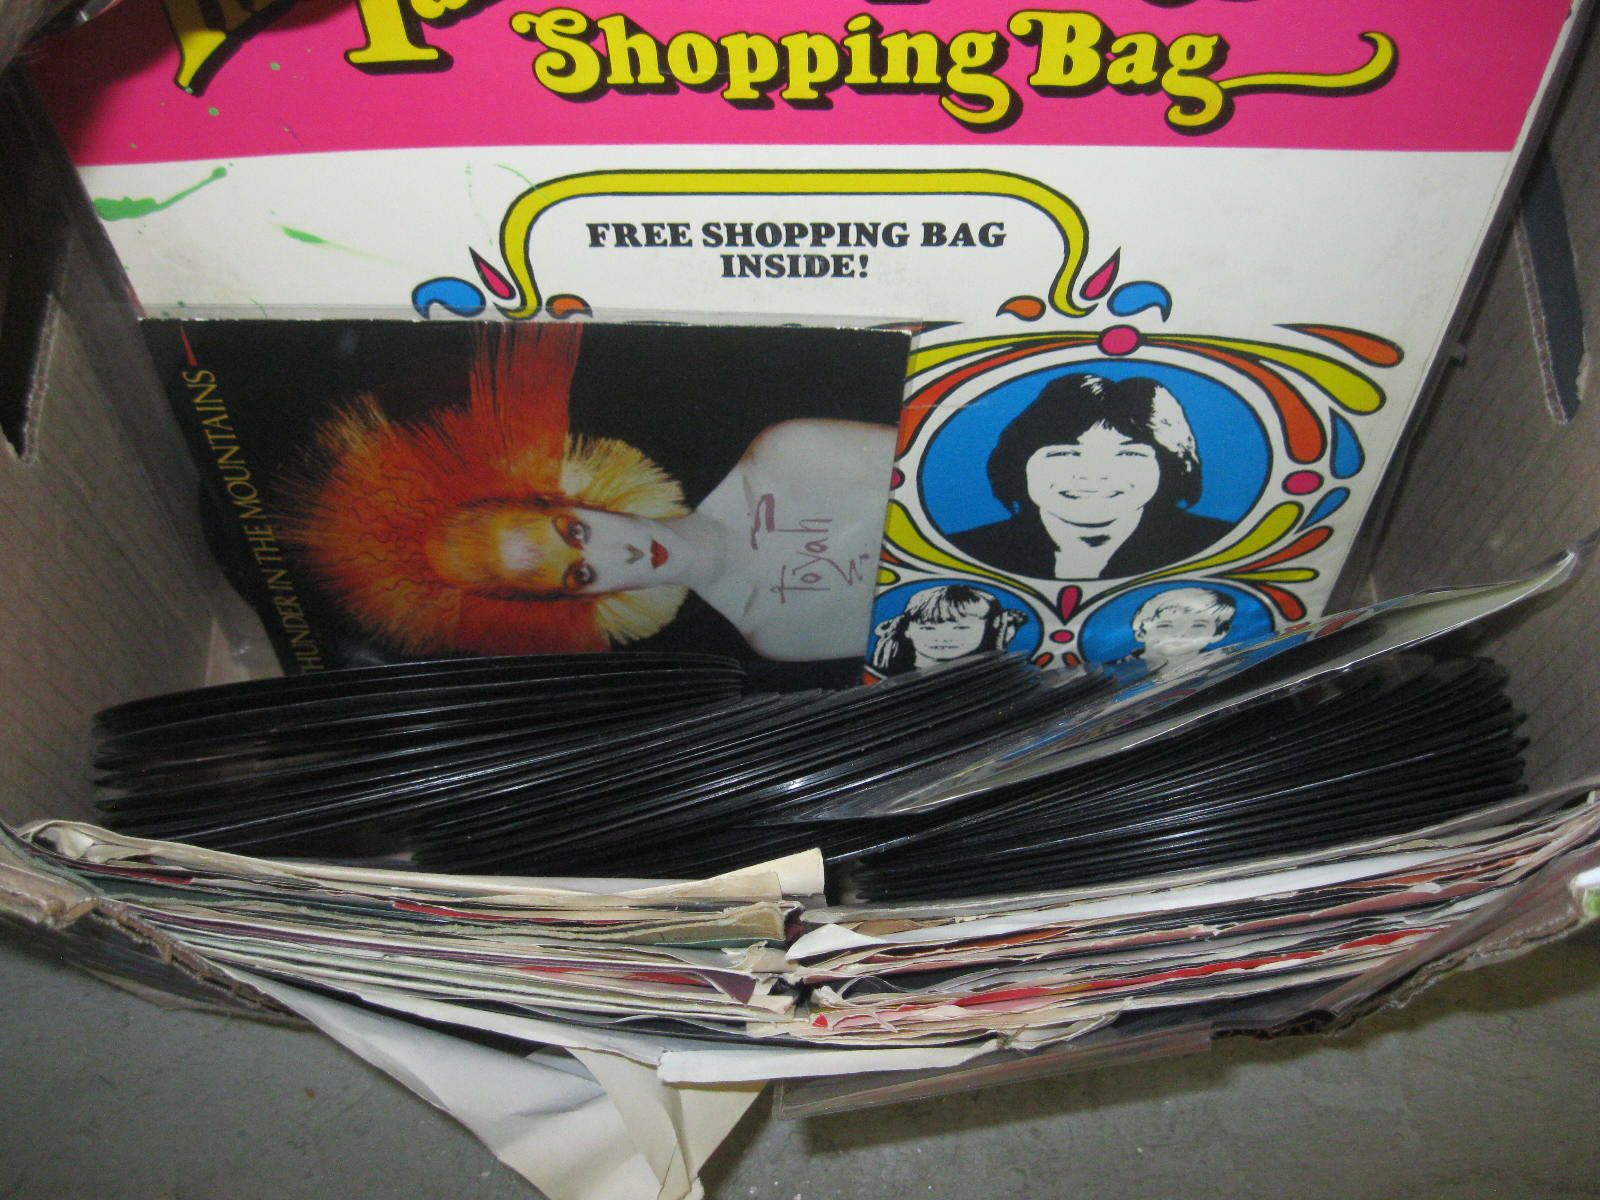 Shopping Bag
FREE SHOPPING BAG
INSIDE!
THUNDER IN THE MOUNTAINS
Toyah